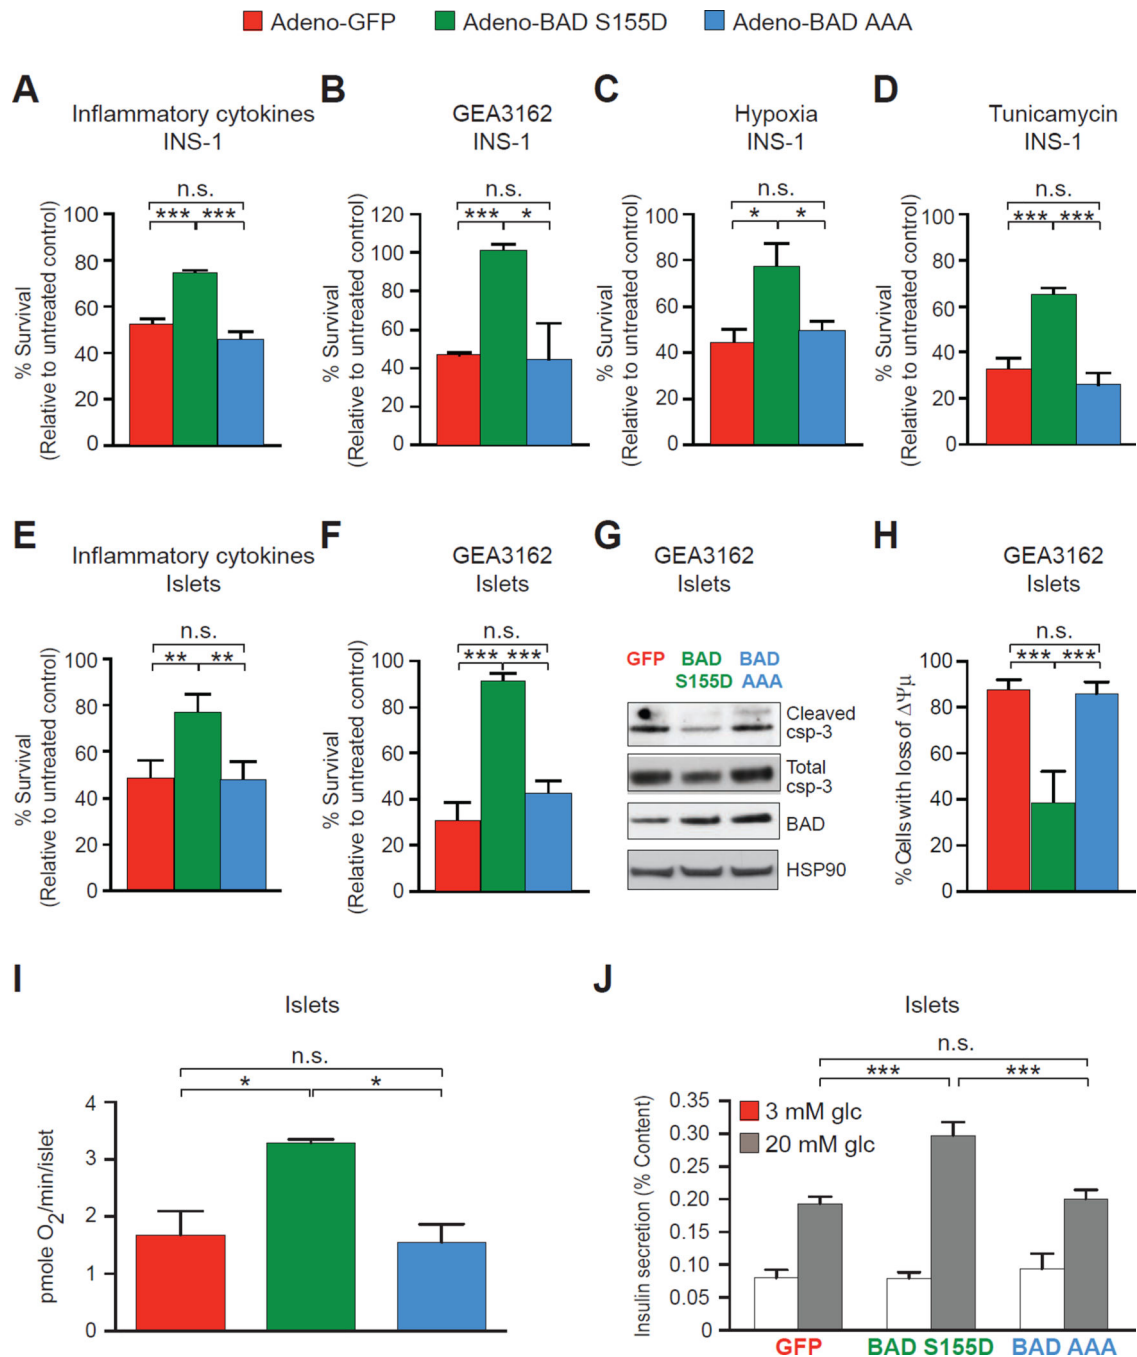 Adeno-GFP Adeno-BAD S155D Adeno-BAD AAA
A
Inflammatory cytokines
INS-1
n.s.
*** ***
100
80
60
40
20
0
% Survival
(Relative to untreated control)
B
GEA3162
INS-1
n.s.
*** *
120
100
80
60
40
20
0
% Survival
(Relative to untreated control)
C
Hypoxia
INS-1
n.s.
* *
100
80
60
40
20
0
% Survival
(Relative to untreated control)
D
Tunicamycin
INS-1
n.s.
*** ***
100
80
60
40
20
0
% Survival
(Relative to untreated control)
E
Inflammatory cytokines
Islets
n.s.
** **
100
80
60
40
20
0
% Survival
(Relative to untreated control)
F
GEA3162
Islets
n.s.
*** ***
100
80
60
40
20
0
% Survival
(Relative to untreated control)
G
GEA3162
Islets
GFP BAD BAD
S155D AAA
Cleaved
csp-3
Total
csp-3
BAD
HSP90
H
GEA3162
Islets
n.s.
*** ***
100
80
60
40
20
0
% Cells with loss of ΔΨμ
I
Islets
n.s.
* *
4
3
2
1
0
pmole O2/min/islet
J
Islets
n.s.
*** ***
0.35
0.30
0.25
0.20
0.15
0.10
0.05
0
Insulin secretion (% Content)
3 mM glc
20 mM glc
GFP BAD S155D BAD AAA